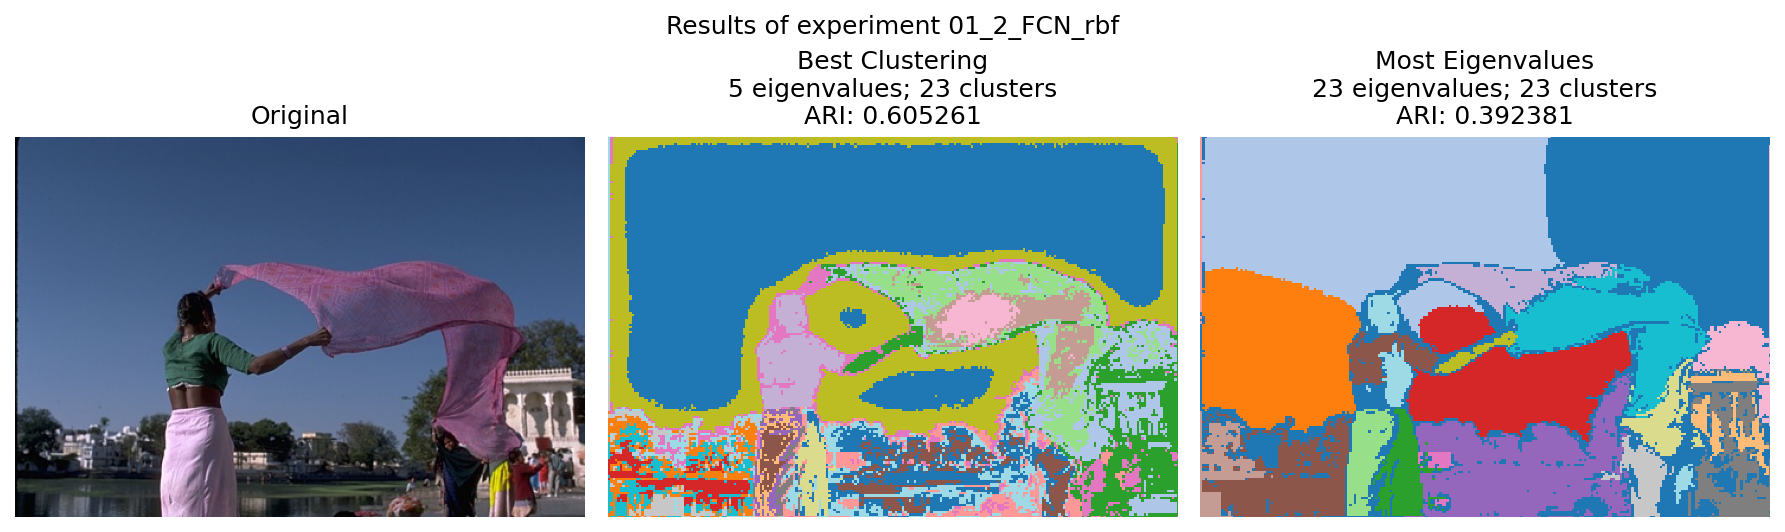 Results of experiment 01_2_FCN_rbf
Original
Best Clustering
5 eigenvalues; 23 clusters
ARI: 0.605261
Most Eigenvalues
23 eigenvalues; 23 clusters
ARI: 0.392381